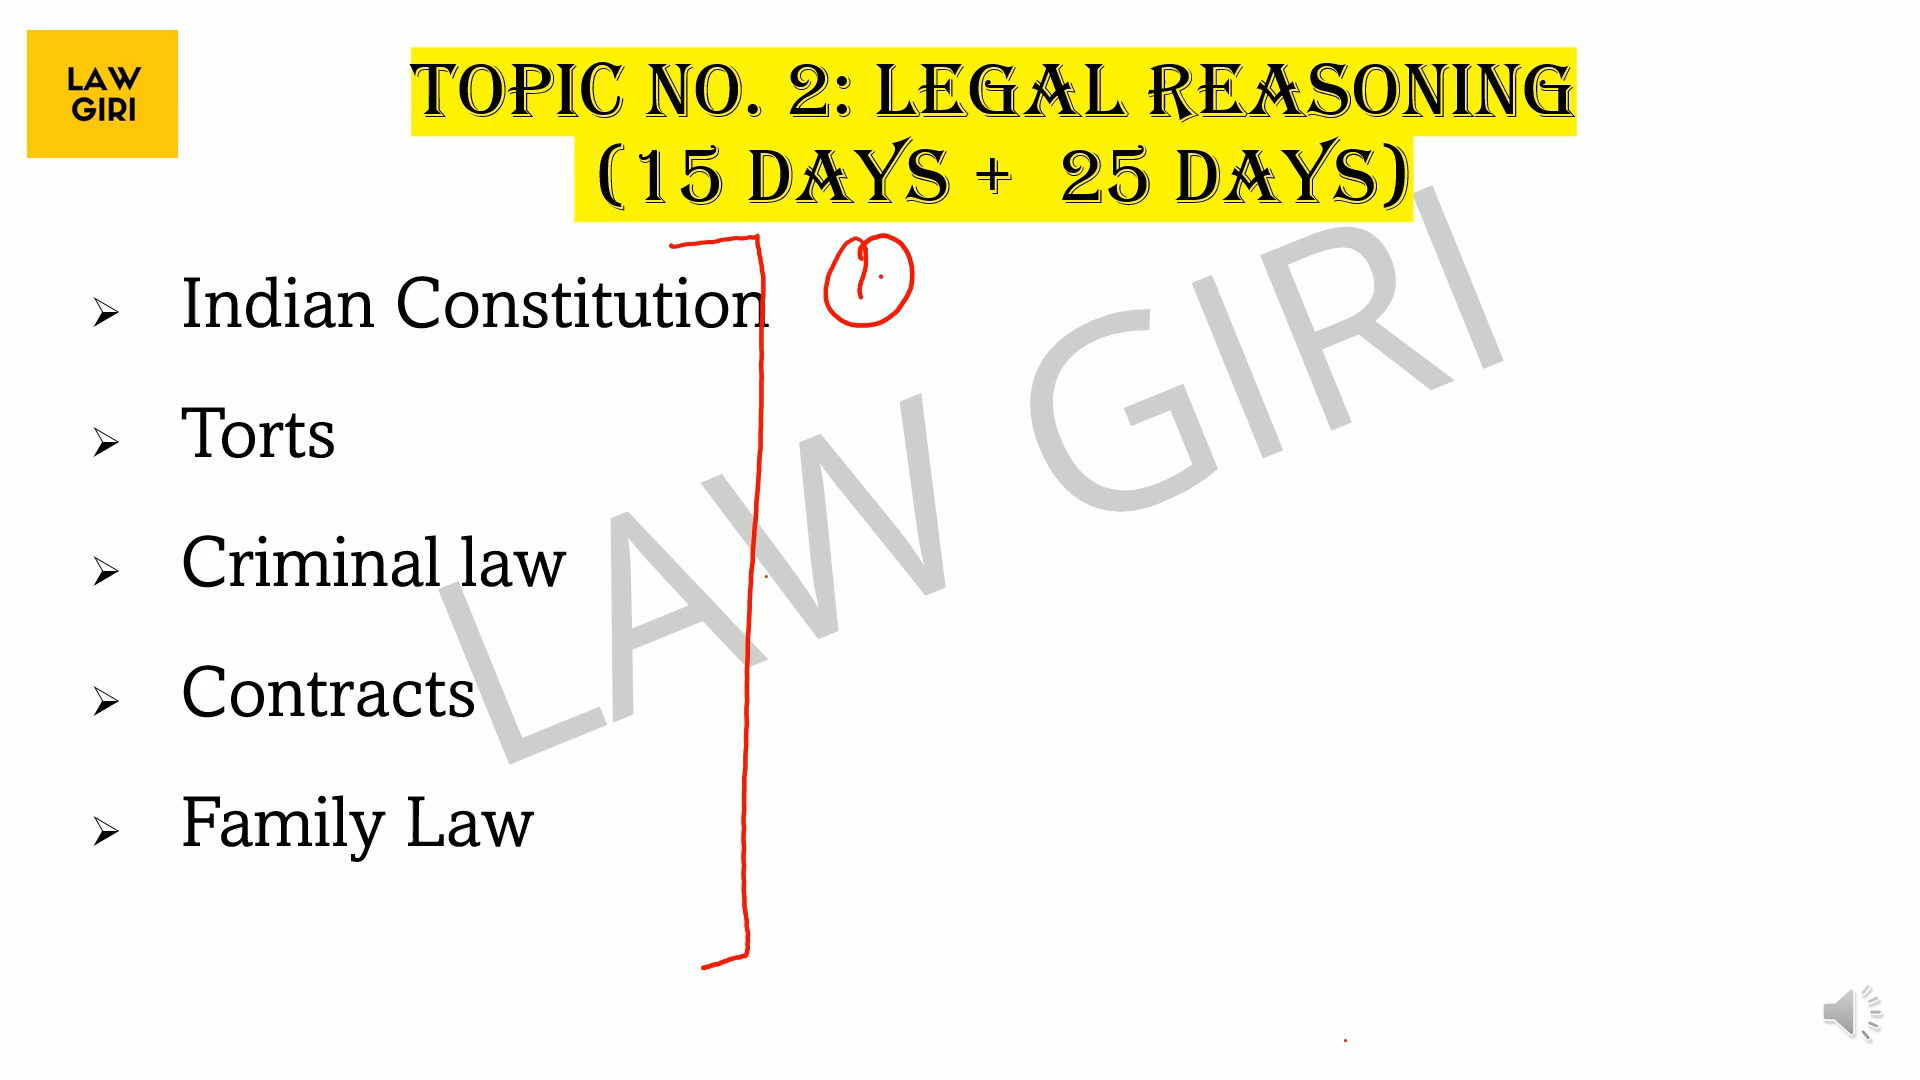 LAW
GIRI
TOPIC NO. 2: LEGAL REASONING
(15 DAYS + 25 DAYS)
Indian Constitution
1
Torts
Criminal law
Contracts
Family Law
LAW GIRI